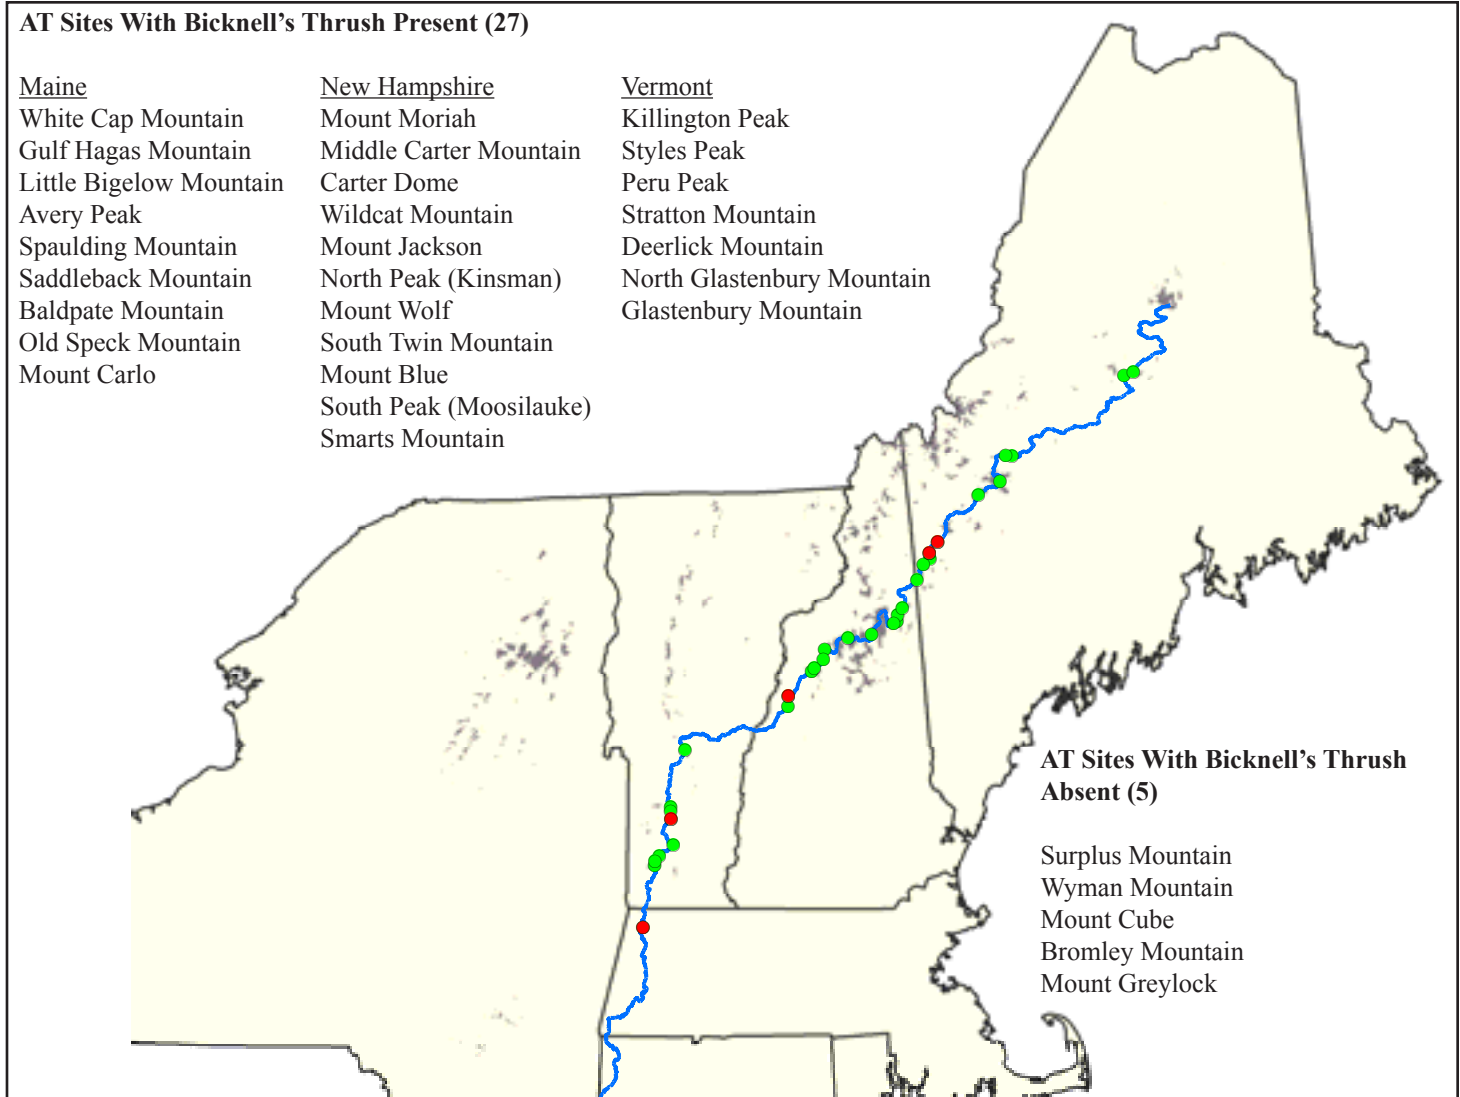 AT Sites With Bicknell's Thrush Present (27)
Maine
White Cap Mountain
Gulf Hagas Mountain
Little Bigelow Mountain
Avery Peak
Spaulding Mountain
Saddleback Mountain
Baldpate Mountain
Old Speck Mountain
Mount Carlo
New Hampshire
Mount Moriah
Middle Carter Mountain
Carter Dome
Wildcat Mountain
Mount Jackson
North Peak (Kinsman)
Mount Wolf
South Twin Mountain
Mount Blue
South Peak (Moosilauke)
Smarts Mountain
Vermont
Killington Peak
Styles Peak
Peru Peak
Stratton Mountain
Deerlick Mountain
North Glastenbury Mountain
Glastenbury Mountain
AT Sites With Bicknell's Thrush
Absent (5)
Surplus Mountain
Wyman Mountain
Mount Cube
Bromley Mountain
Mount Greylock